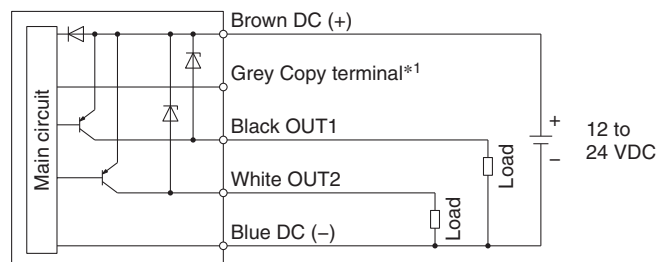 Main circuit
Brown DC (+)
Grey Copy terminal*1
Black OUT1
White OUT2
Blue DC (−)
Load
Load
+
−
12 to
24 VDC